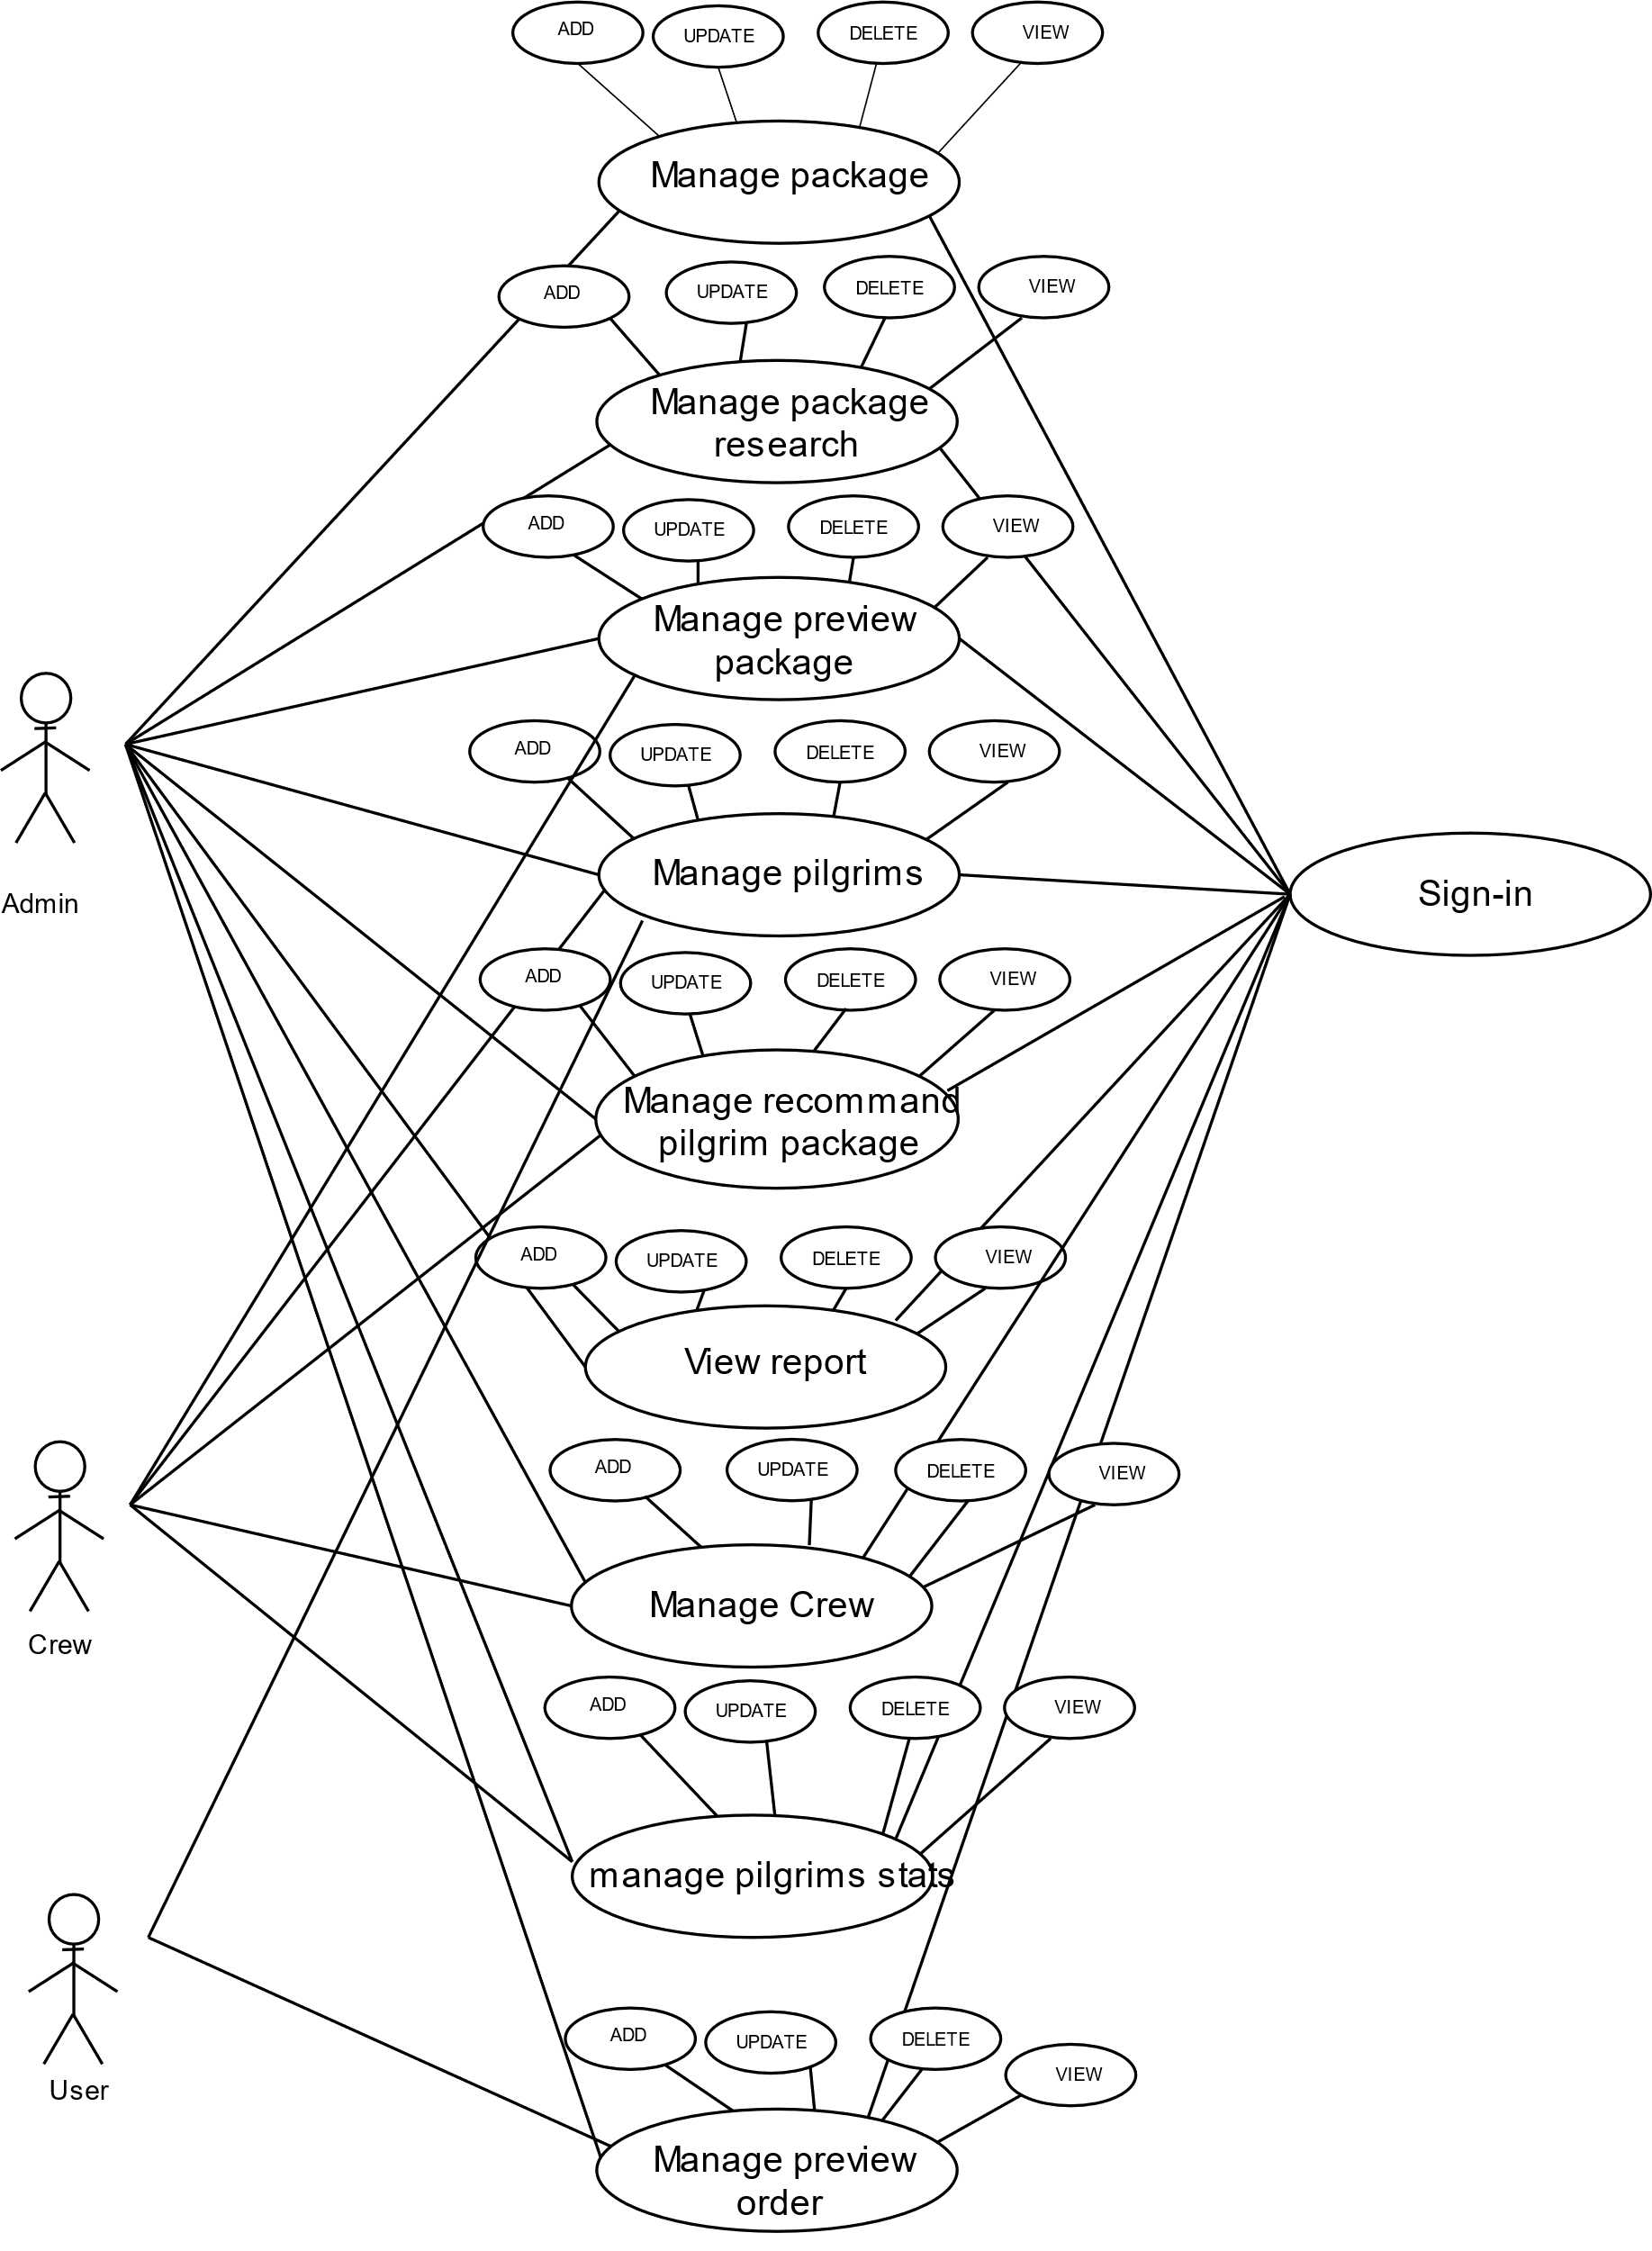 ADD
UPDATE
DELETE
VIEW
Manage package
ADD
UPDATE
DELETE
VIEW
Manage package
research
ADD
UPDATE
DELETE
VIEW
Manage preview
package
ADD
UPDATE
DELETE
VIEW
Manage pilgrims
Admin
Sign-in
ADD
UPDATE
DELETE
VIEW
Manage recommand
pilgrim package
ADD
UPDATE
DELETE
VIEW
View report
ADD
UPDATE
DELETE
VIEW
Manage Crew
Crew
ADD
UPDATE
DELETE
VIEW
manage pilgrims stats
ADD
UPDATE
DELETE
VIEW
User
Manage preview
order